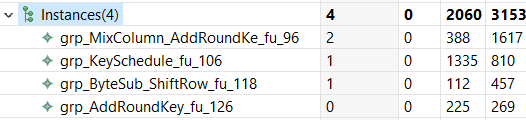 Instances(4) 4 0 2060 3153
grp_MixColumn_AddRoundKe_fu_96 2 0 388 1617
grp_KeySchedule_fu_106 1 0 1335 810
grp_ByteSub_ShiftRow_fu_118 1 0 112 457
grp_AddRoundKey_fu_126 0 0 225 269